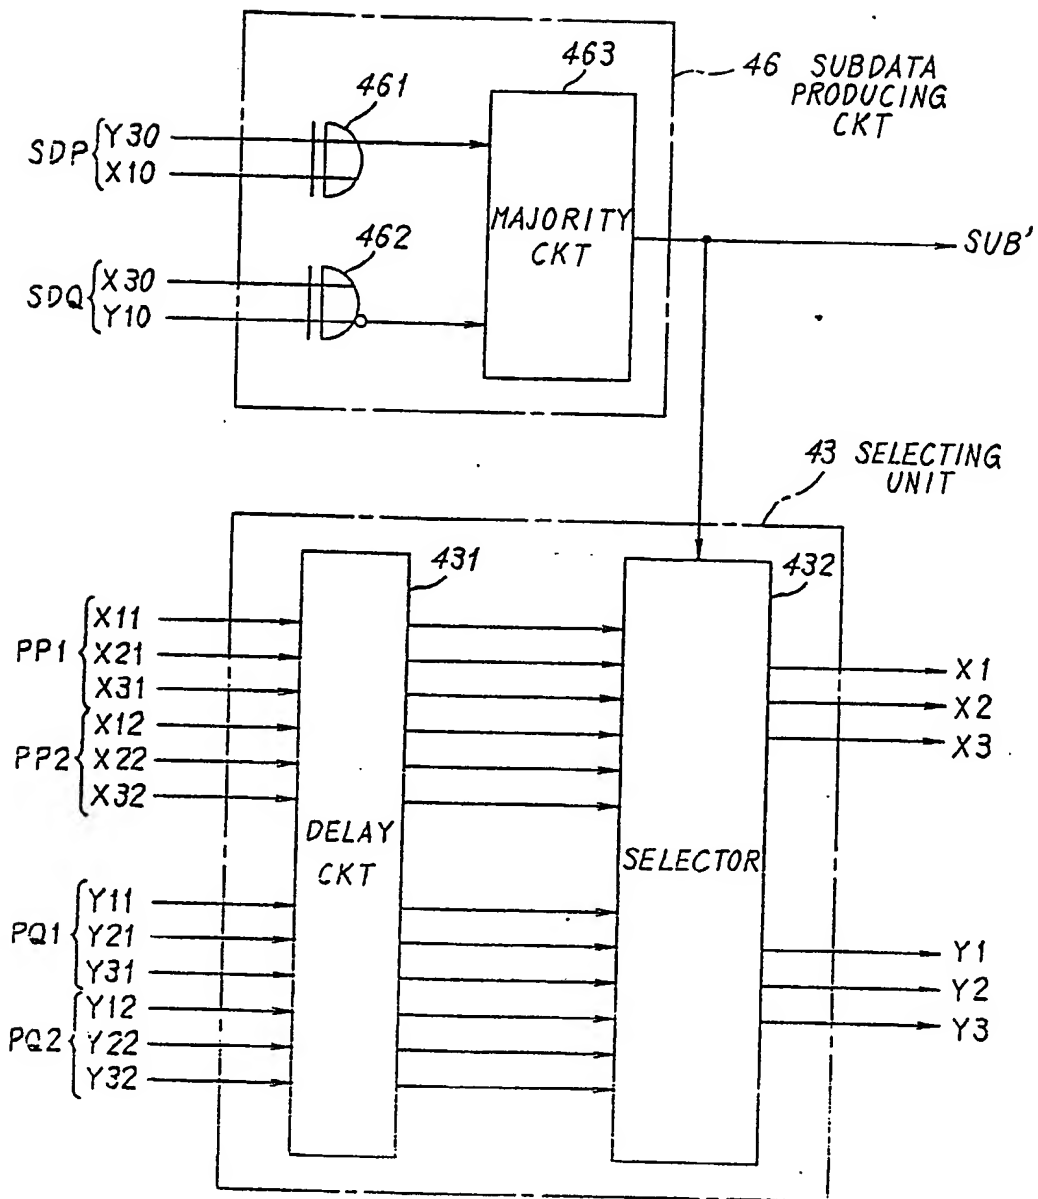 463
461
46 SUBDATA
PRODUCING
CKT
SDP
Y30
X10
MAJORITY
CKT
462
SUB'
SDQ
X30
Y10
43 SELECTING
UNIT
431
432
PP1
X11
X21
X31
X1
X2
X3
PP2
X12
X22
X32
DELAY
CKT
SELECTOR
PQ1
Y11
Y21
Y31
Y1
Y2
Y3
PQ2
Y12
Y22
Y32